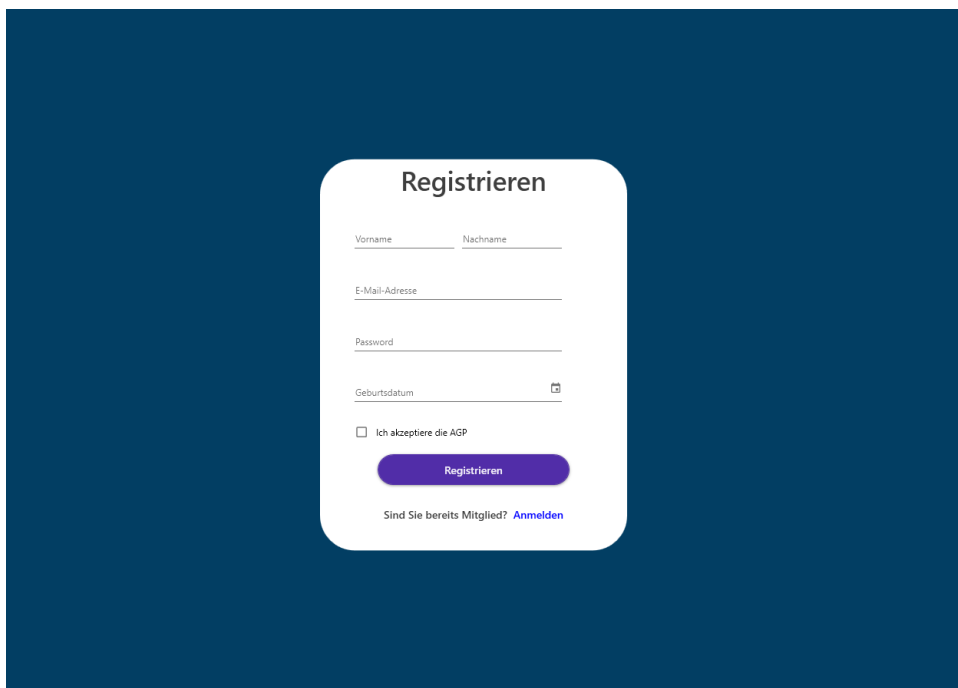 Registrieren
Vorname Nachname
E-Mail-Adresse
Password
Geburtsdatum
Ich akzeptiere die AGP
Registrieren
Sind Sie bereits Mitglied? Anmelden